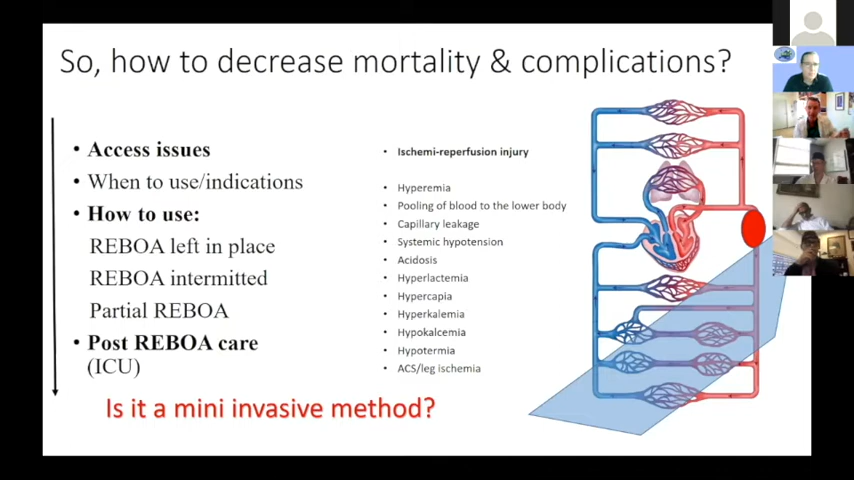 So, how to decrease mortality & complications?
• Access issues
• When to use/indications
• How to use:
REBOA left in place
REBOA intermitted
Partial REBOA
• Post REBOA care
(ICU)
Is it a mini invasive method?
• Ischemi-reperfusion injury
• Hyperemia
• Pooling of blood to the lower body
• Capillary leakage
• Systemic hypotension
• Acidosis
• Hyperlactemia
• Hypercapia
• Hyperkalemia
• Hypokalcemia
• Hypotermia
• ACS/leg ischemia